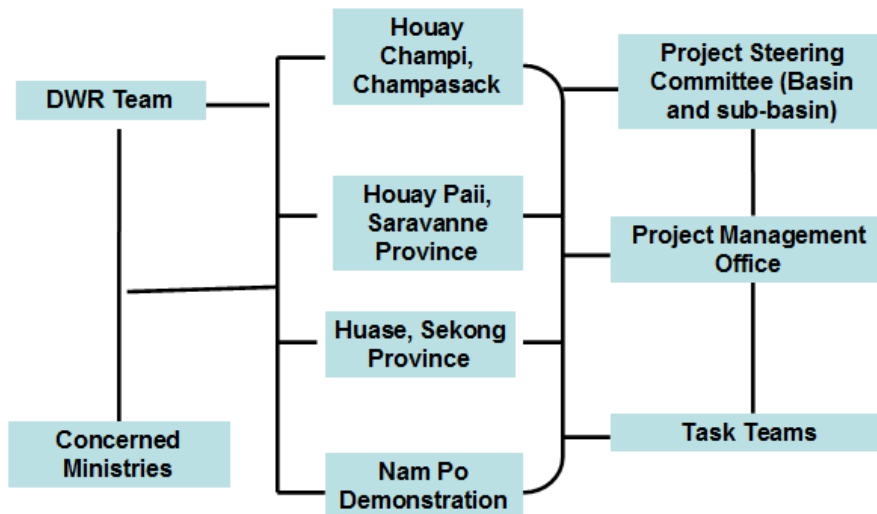 DWR Team
Concerned
Ministries
Houay
Champi,
Champasack
Houay Paii,
Saravanne
Province
Huase, Sekong
Province
Nam Po
Demonstration
Project Steering
Committee (Basin
and sub-basin)
Project Management
Office
Task Teams